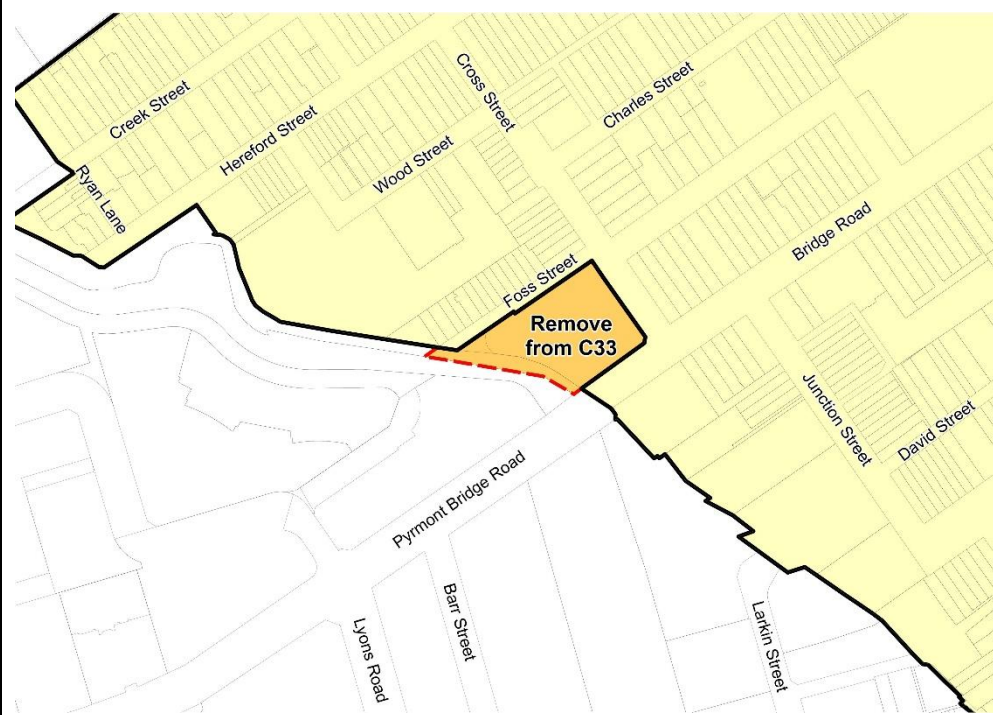 Creek Street
Cross Street
Charles Street
Hereford Street
Wood Street
Ryan Lane
Bridge Road
Foss Street
Remove
from C33
Junction Street
David Street
Pyrmont Bridge Road
Barr Street
Lyons Road
Larkin Street